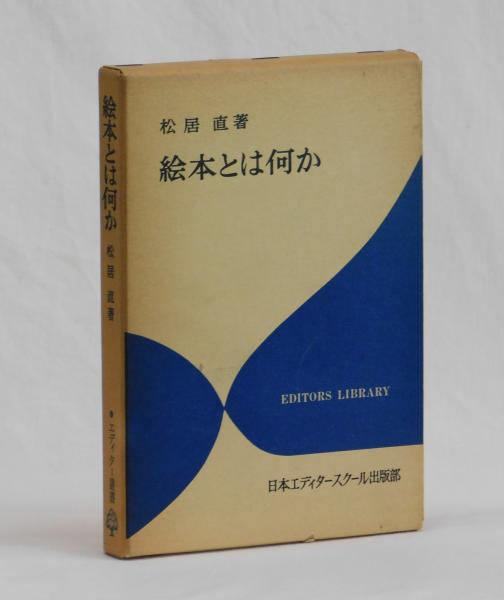 松居 直著
絵本とは何か
EDITORS LIBRARY
日本エディタースクール出版部
絵本とは何か
松居 直著
エディター叢書